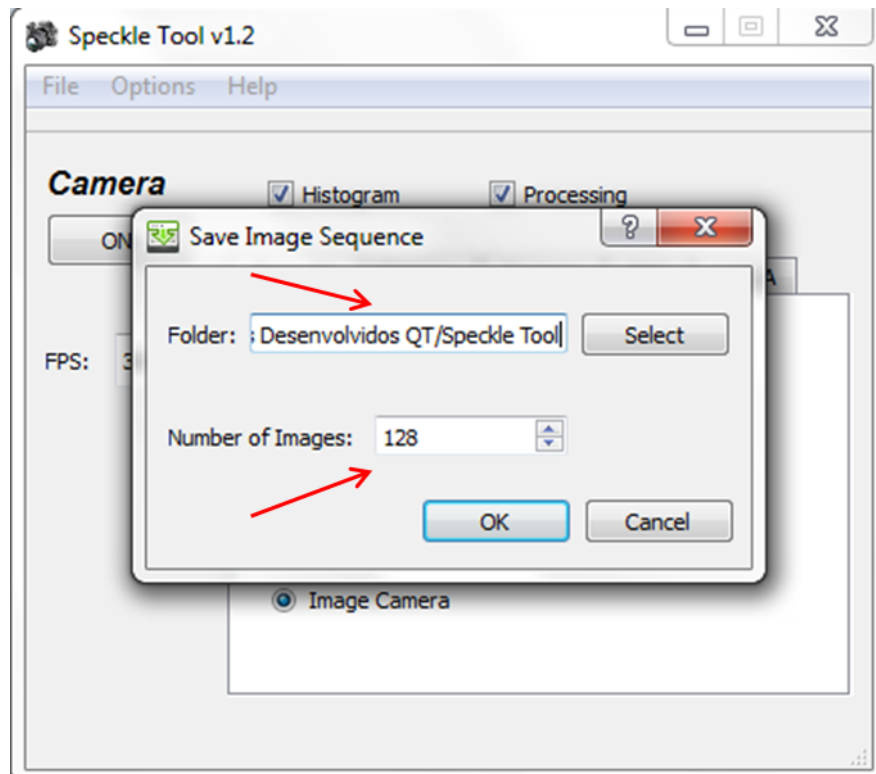 Speckle Tool v1.2
File Options Help
Camera
Histogram Processing
ON
Save Image Sequence
Folder: s Desenvolvidos QT/Speckle Tool Select
FPS: 3
Number of Images: 128
OK Cancel
Image Camera